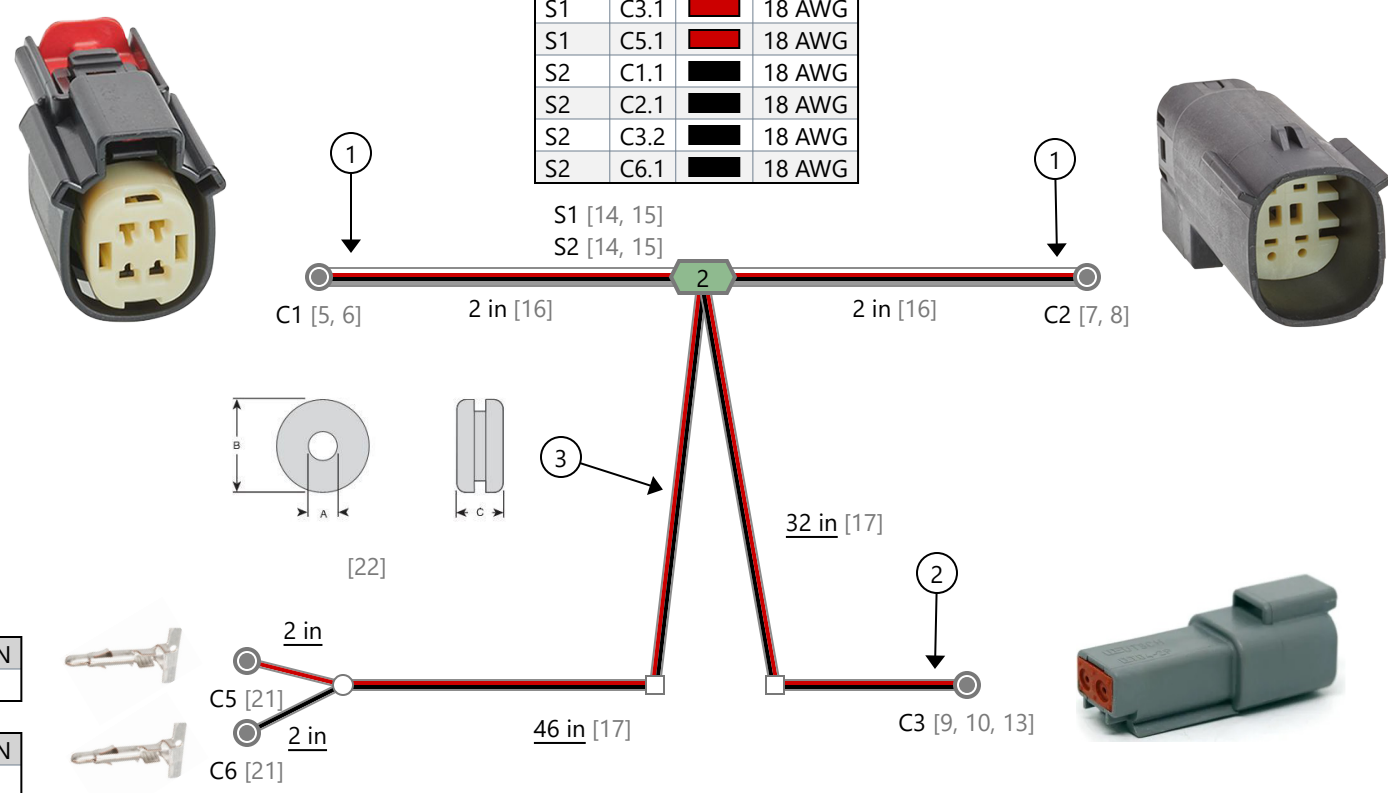 S1 C3.1 18 AWG
S1 C5.1 18 AWG
S2 C1.1 18 AWG
S2 C2.1 18 AWG
S2 C3.2 18 AWG
S2 C6.1 18 AWG
1
1
S1 [14, 15]
S2 [14, 15]
2
C1 [5, 6]
2 in [16]
2 in [16]
C2 [7, 8]
B
A
C
3
32 in [17]
[22]
2
2 in
N
C5 [21]
46 in [17]
C3 [9, 10, 13]
2 in
N
C6 [21]